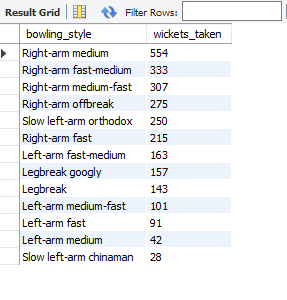 Result Grid Filter Rows:
bowling_style wickets_taken
Right-arm medium 554
Right-arm fast-medium 333
Right-arm medium-fast 307
Right-arm offbreak 275
Slow left-arm orthodox 250
Right-arm fast 215
Left-arm fast-medium 163
Legbreak googly 157
Legbreak 143
Left-arm medium-fast 101
Left-arm fast 91
Left-arm medium 42
Slow left-arm chinaman 28